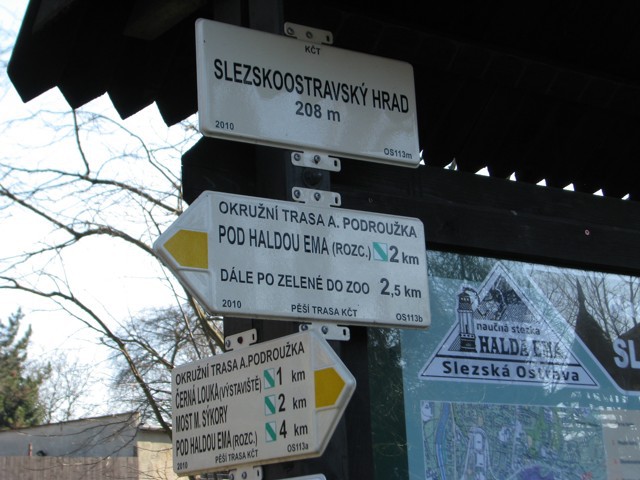 KČT
SLEZSKOOSTRAVSKÝ HRAD
208 m
2010 OS113m
OKRUŽNÍ TRASA A. PODROUŽKA
POD HALDOU EMA (ROZC.) 2 km
DÁLE PO ZELENÉ DO ZOO 2,5 km
2010 PĚŠÍ TRASA KČT OS113b
OKRUŽNÍ TRASA A.PODROUŽKA
ČERNÁ LOUKA(VÝSTAVIŠTĚ) 1 km
MOST M. SÝKORY 2 km
POD HALDOU EMA(ROZC.) 4 km
2010 PĚŠÍ TRASA KČT OS113a
naučná stezka
HALDA EMA
Slezská Ostrava
SL